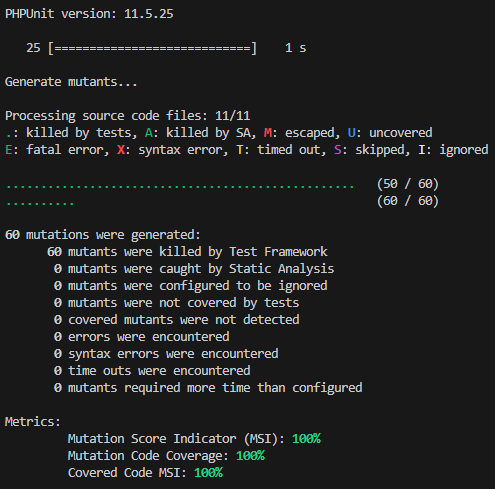 PHPUnit version: 11.5.25
25 [============================] 1 s
Generate mutants...
Processing source code files: 11/11
.: killed by tests, A: killed by SA, M: escaped, U: uncovered
E: fatal error, X: syntax error, T: timed out, S: skipped, I: ignored
.................................................. (50 / 60)
.......... (60 / 60)
60 mutations were generated:
60 mutants were killed by Test Framework
0 mutants were caught by Static Analysis
0 mutants were configured to be ignored
0 mutants were not covered by tests
0 covered mutants were not detected
0 errors were encountered
0 syntax errors were encountered
0 time outs were encountered
0 mutants required more time than configured
Metrics:
Mutation Score Indicator (MSI): 100%
Mutation Code Coverage: 100%
Covered Code MSI: 100%